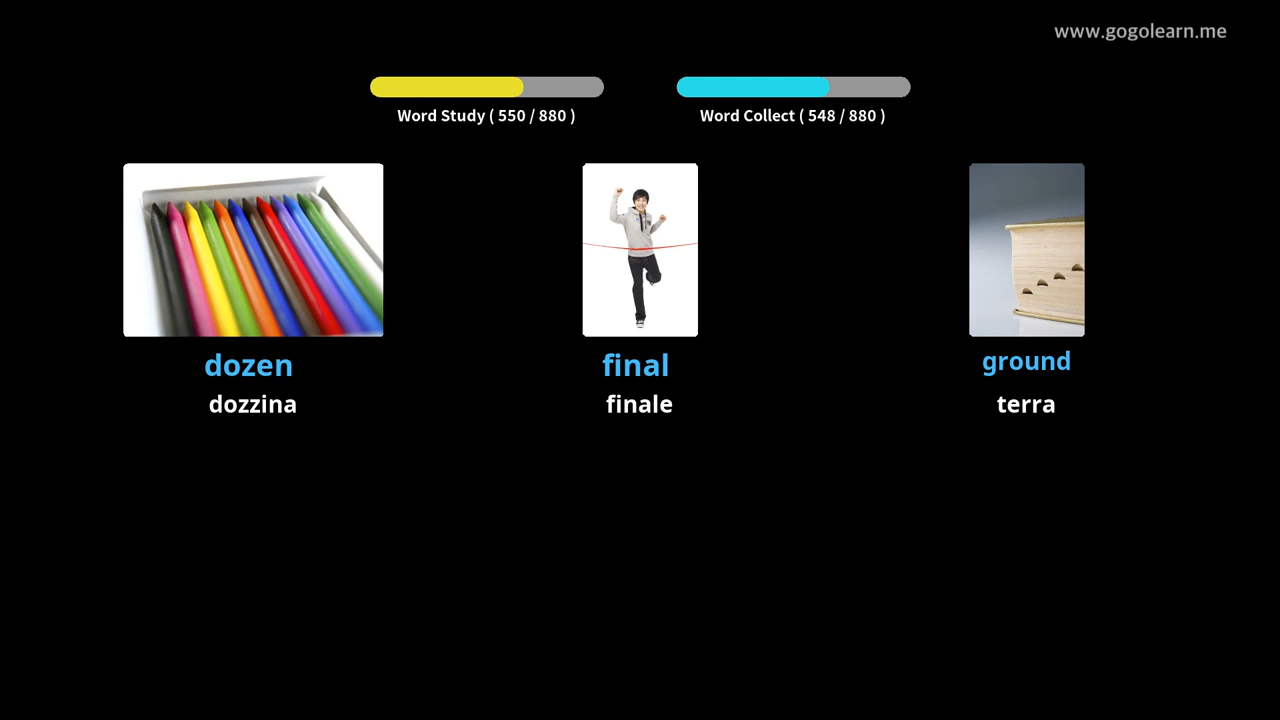 www.gogolearn.me
Word Study ( 550 / 880 )
Word Collect ( 548 / 880 )
dozen
dozzina
final
finale
ground
terra